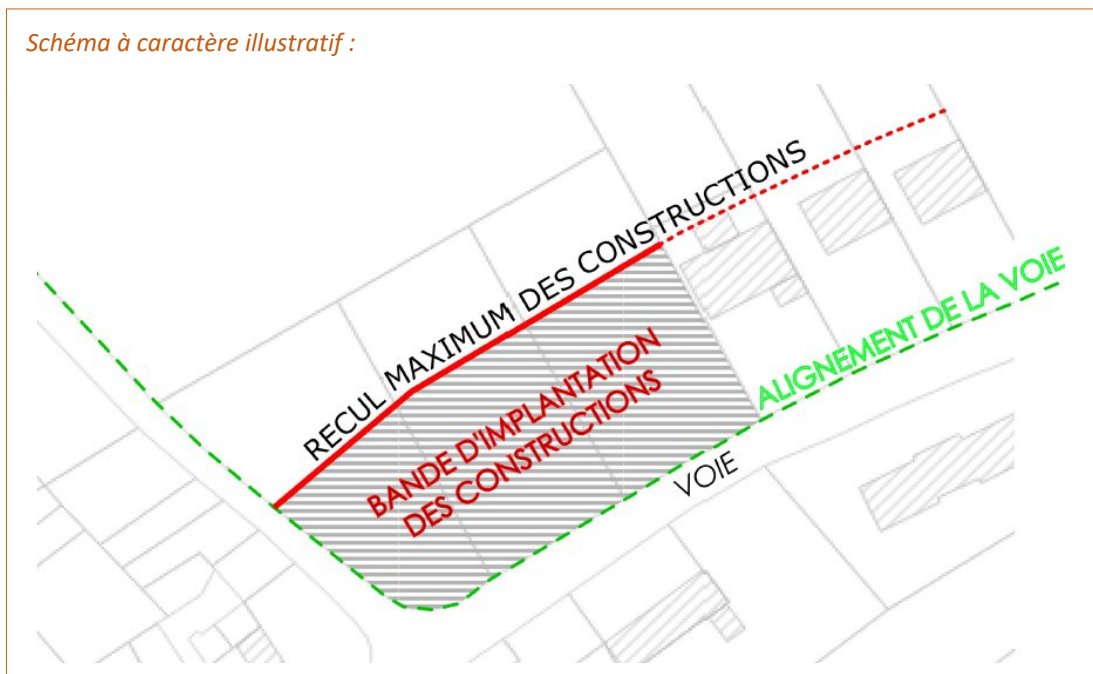 Schéma à caractère illustratif :
RECUL MAXIMUM DES CONSTRUCTIONS
ALIGNEMENT DE LA VOIE
BANDE D'IMPLANTATION
DES CONSTRUCTIONS
VOIE